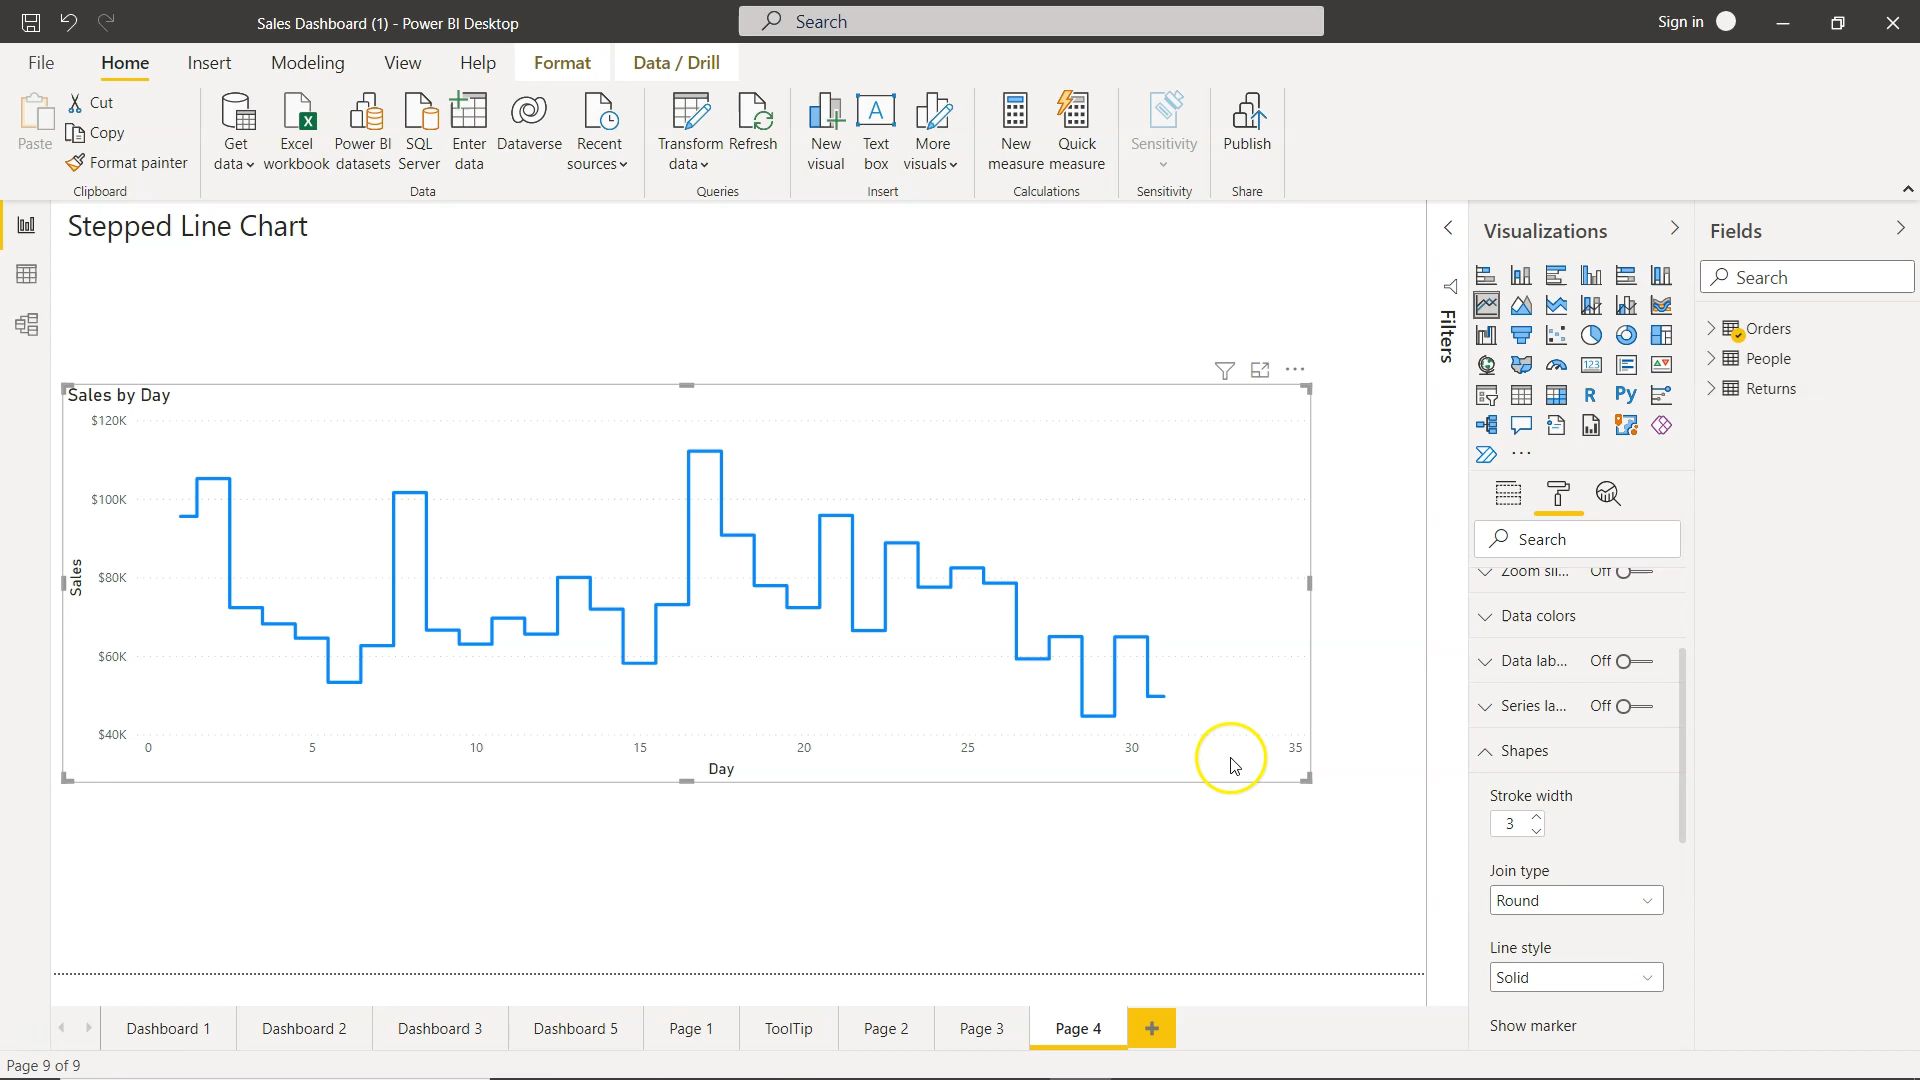 Sales Dashboard (1) - Power BI Desktop
Search
Sign in
File
Home
Insert
Modeling
View
Help
Format
Data / Drill
Paste
Cut
Copy
Format painter
Clipboard
Get data
Excel workbook
Power BI datasets
SQL Server
Enter data
Dataverse
Recent sources
Data
Transform data
Refresh
Queries
New visual
Text box
More visuals
Insert
New measure
Quick measure
Calculations
Sensitivity
Sensitivity
Publish
Share
Stepped Line Chart
Sales by Day
$120K
$100K
$80K
$60K
$40K
Sales
0
5
10
15
20
25
30
35
Day
Filters
Visualizations
123
R
Py
Search
Zoom sli...
Off
Data colors
Data lab...
Off
Series la...
Off
Shapes
Stroke width
3
Join type
Round
Line style
Solid
Show marker
Fields
Search
Orders
People
Returns
Dashboard 1
Dashboard 2
Dashboard 3
Dashboard 5
Page 1
ToolTip
Page 2
Page 3
Page 4
Page 9 of 9